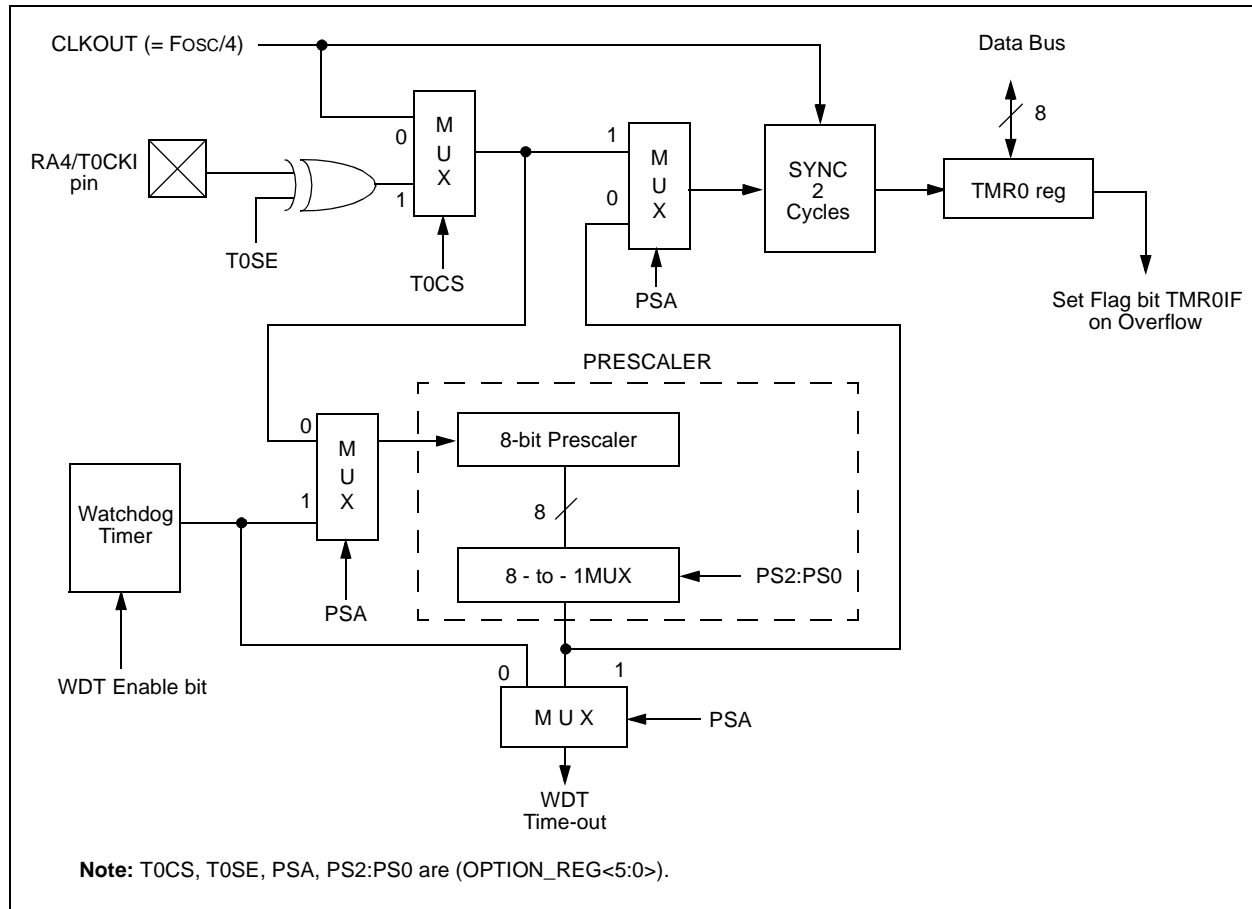 CLKOUT (= FOSC/4)
Data Bus
8
RA4/T0CKI
pin
T0SE
0
1
M
U
X
T0CS
1
0
M
U
X
PSA
SYNC
2
Cycles
TMR0 reg
Set Flag bit TMR0IF
on Overflow
PRESCALER
Watchdog
Timer
WDT Enable bit
0
1
M
U
X
PSA
8-bit Prescaler
8
8 - to - 1MUX
PS2:PS0
0
1
M U X
PSA
WDT
Time-out
Note: T0CS, T0SE, PSA, PS2:PS0 are (OPTION_REG<5:0>).